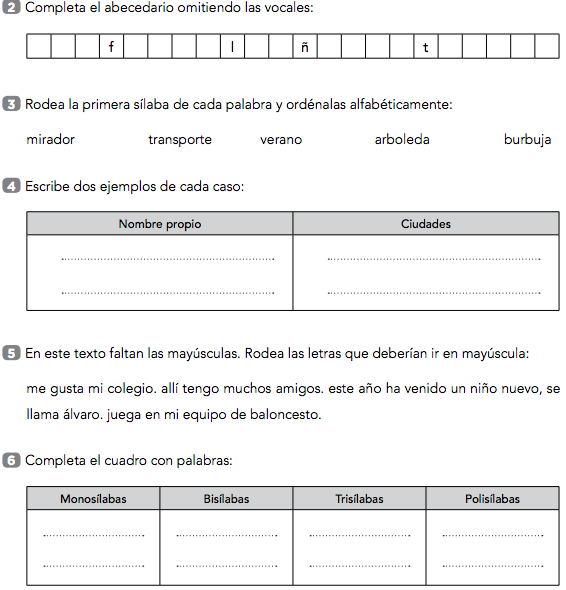 2 Completa el abecedario omitiendo las vocales:
f l ñ t
3 Rodea la primera sílaba de cada palabra y ordénalas alfabéticamente:
mirador transporte verano arboleda burbuja
4 Escribe dos ejemplos de cada caso:
Nombre propio Ciudades
5 En este texto faltan las mayúsculas. Rodea las letras que deberían ir en mayúscula:
me gusta mi colegio. allí tengo muchos amigos. este año ha venido un niño nuevo, se
llama álvaro. juega en mi equipo de baloncesto.
6 Completa el cuadro con palabras:
Monosílabas Bisílabas Trisílabas Polisílabas